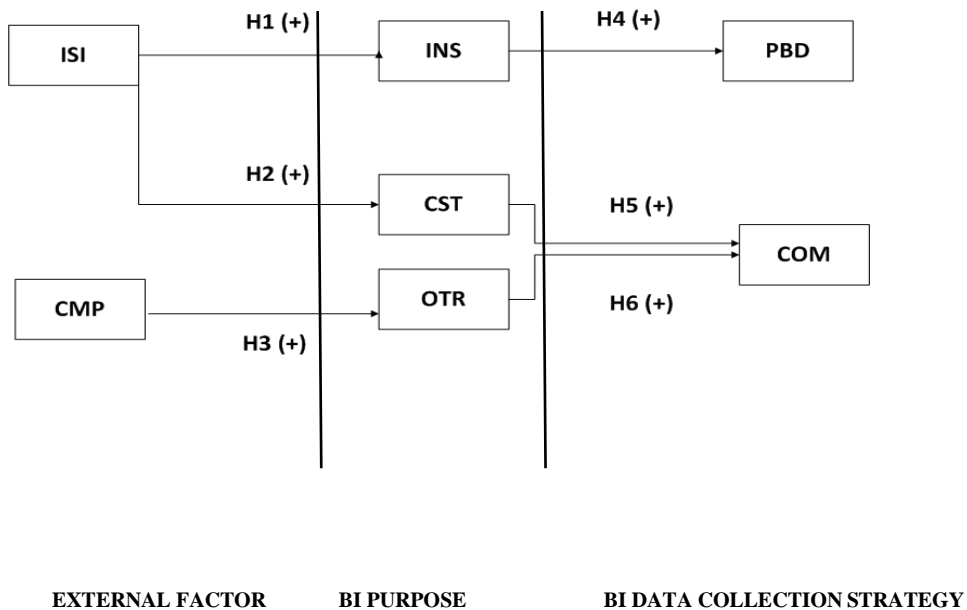 H1 (+)
H4 (+)
ISI
INS
PBD
H2 (+)
CST
H5 (+)
COM
CMP
OTR
H3 (+)
H6 (+)
EXTERNAL FACTOR
BI PURPOSE
BI DATA COLLECTION STRATEGY